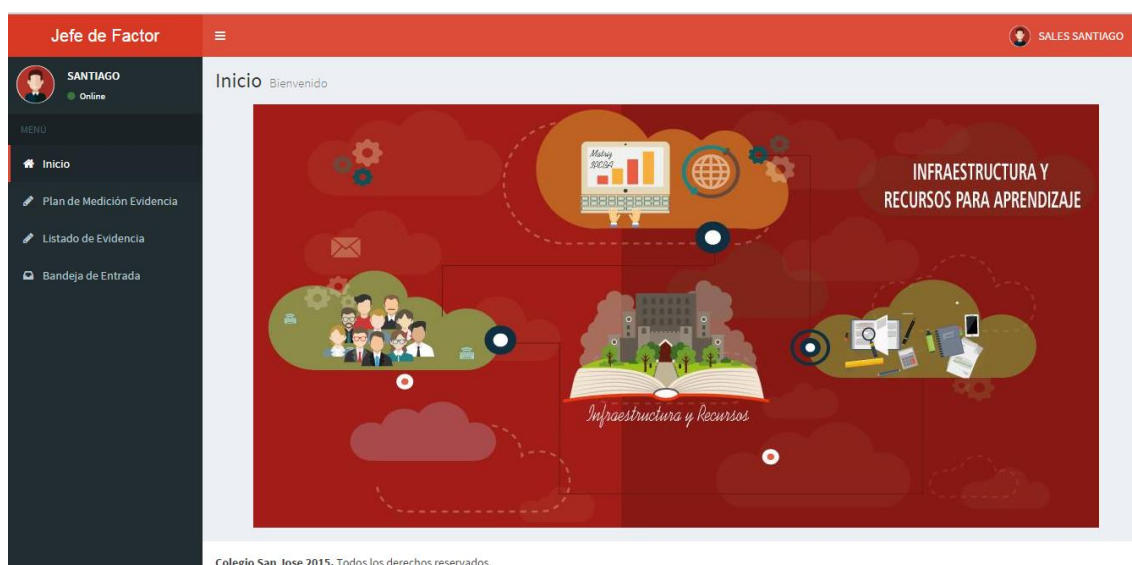 Jefe de Factor
SALES SANTIAGO
SANTIAGO
Online
MENÚ
Inicio
Plan de Medición Evidencia
Listado de Evidencia
Bandeja de Entrada
Inicio Bienvenido
Matriz
INFRAESTRUCTURA Y
RECURSOS PARA APRENDIZAJE
Infraestructura y Recursos
Colegio San Jose 2015. Todos los derechos reservados.